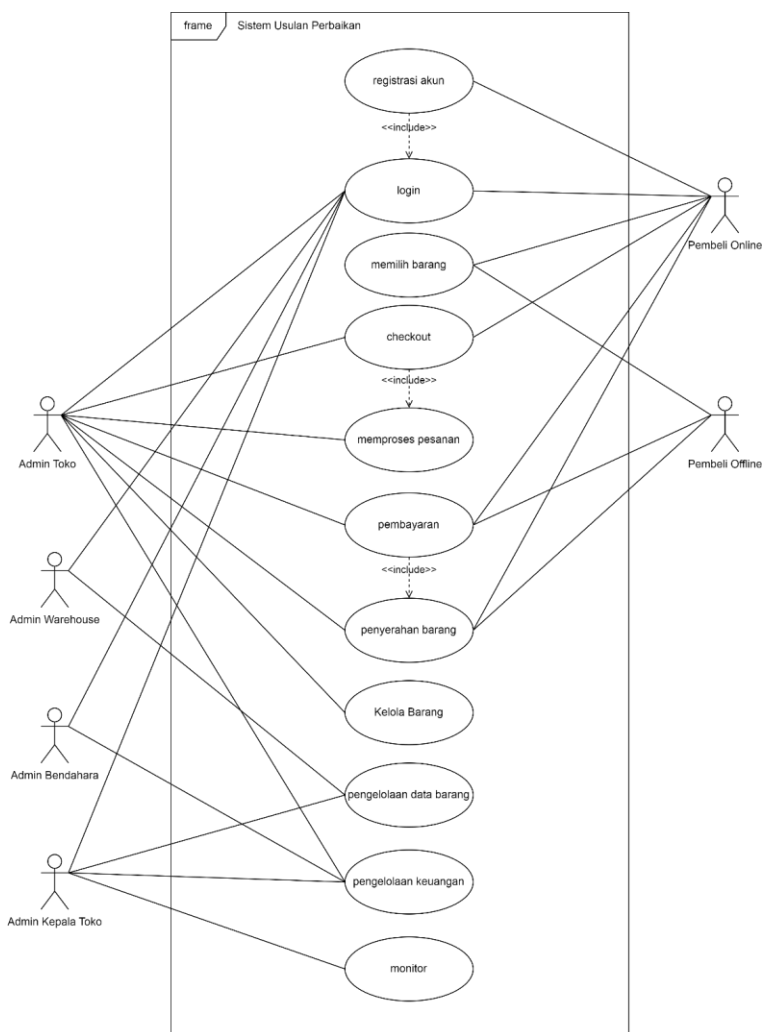 frame
Sistem Usulan Perbaikan
registrasi akun
<<include>>
login
Pembeli Online
memilih barang
checkout
<<include>>
memproses pesanan
Admin Toko
Pembeli Offline
pembayaran
<<include>>
Admin Warehouse
penyerahan barang
Kelola Barang
Admin Bendahara
pengelolaan data barang
pengelolaan keuangan
Admin Kepala Toko
monitor